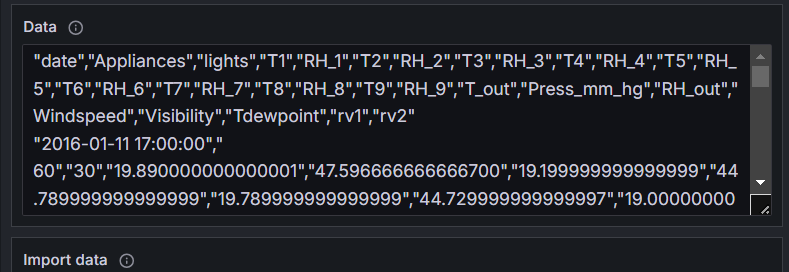 Data
"date","Appliances","lights","T1","RH_1","T2","RH_2","T3","RH_3","T4","RH_4","T5","RH_
5","T6","RH_6","T7","RH_7","T8","RH_8","T9","RH_9","T_out","Press_mm_hg","RH_out","
Windspeed","Visibility","Tdewpoint","rv1","rv2"
"2016-01-11 17:00:00","
60","30","19.890000000000001","47.596666666666700","19.199999999999999","44
.789999999999999","19.789999999999999","44.729999999999997","19.00000000
Import data